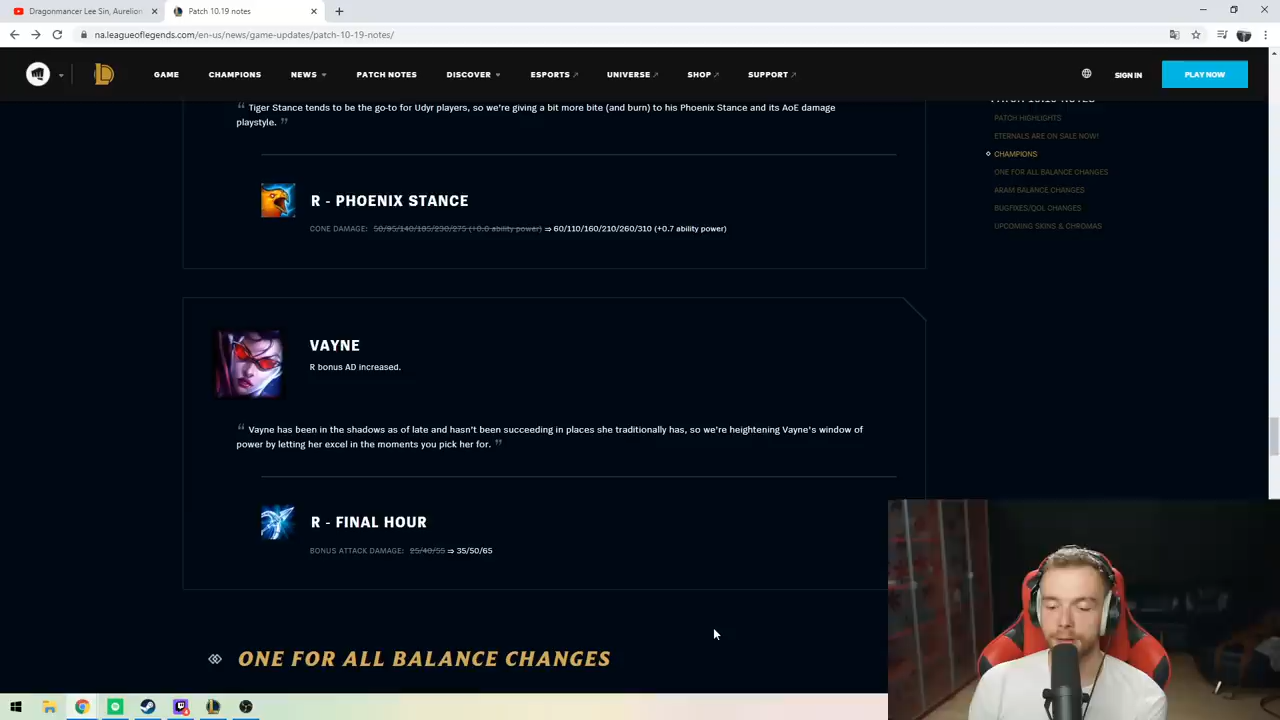 Dragonmancer Lee Sin, Aurelion
Patch 10.19 notes
na.leagueoflegends.com/en-us/news/game-updates/patch-10-19-notes/
GAME CHAMPIONS NEWS PATCH NOTES DISCOVER ESPORTS UNIVERSE SHOP SUPPORT SIGN IN PLAY NOW
PATCH 10.19 NOTES
PATCH HIGHLIGHTS
ETERNALS ARE ON SALE NOW!
CHAMPIONS
ONE FOR ALL BALANCE CHANGES
ARAM BALANCE CHANGES
BUGFIXES/QOL CHANGES
UPCOMING SKINS & CHROMAS
“ Tiger Stance tends to be the go-to for Udyr players, so we're giving a bit more bite (and burn) to his Phoenix Stance and its AoE damage
playstyle. ”
R - PHOENIX STANCE
CONE DAMAGE: 50/95/140/185/230/275 (+0.6 ability power) ⇒ 60/110/160/210/260/310 (+0.7 ability power)
VAYNE
R bonus AD increased.
“ Vayne has been in the shadows as of late and hasn't been succeeding in places she traditionally has, so we're heightening Vayne's window of
power by letting her excel in the moments you pick her for. ”
R - FINAL HOUR
BONUS ATTACK DAMAGE: 25/40/55 ⇒ 35/50/65
ONE FOR ALL BALANCE CHANGES